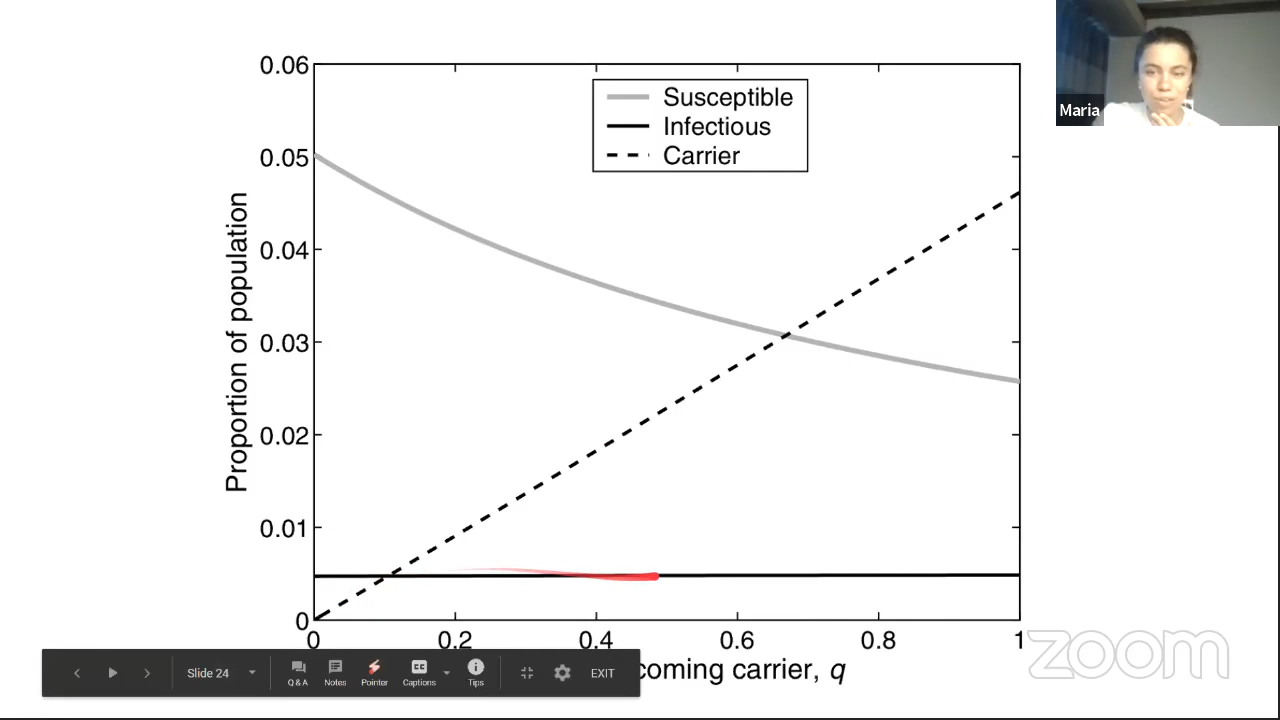 Maria
Susceptible
Infectious
Carrier
Proportion of population
0.06
0.05
0.04
0.03
0.02
0.01
0
0 0.2 0.4 0.6 0.8 1
coming carrier, q
Slide 24
Q & A
Notes
Pointer
CC
Captions
Tips
EXIT
zoom